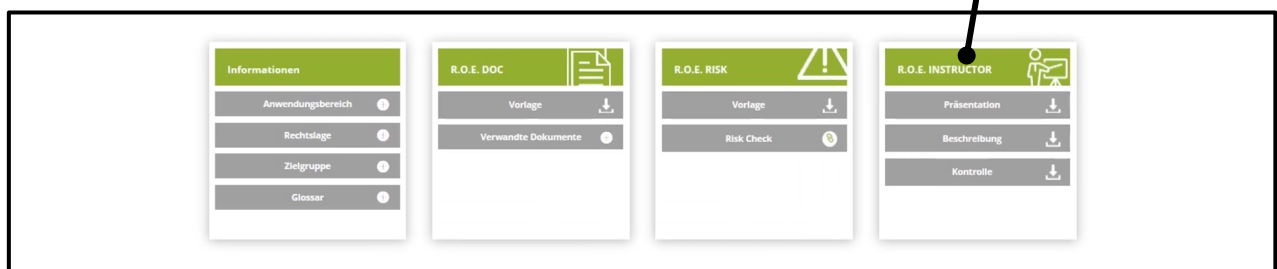 Informationen
Anwendungsbereich
Rechtslage
Zielgruppe
Glossar
R.O.E. DOC
Vorlage
Verwandte Dokumente
R.O.E. RISK
Vorlage
Risk Check
R.O.E. INSTRUCTOR
Präsentation
Beschreibung
Kontrolle